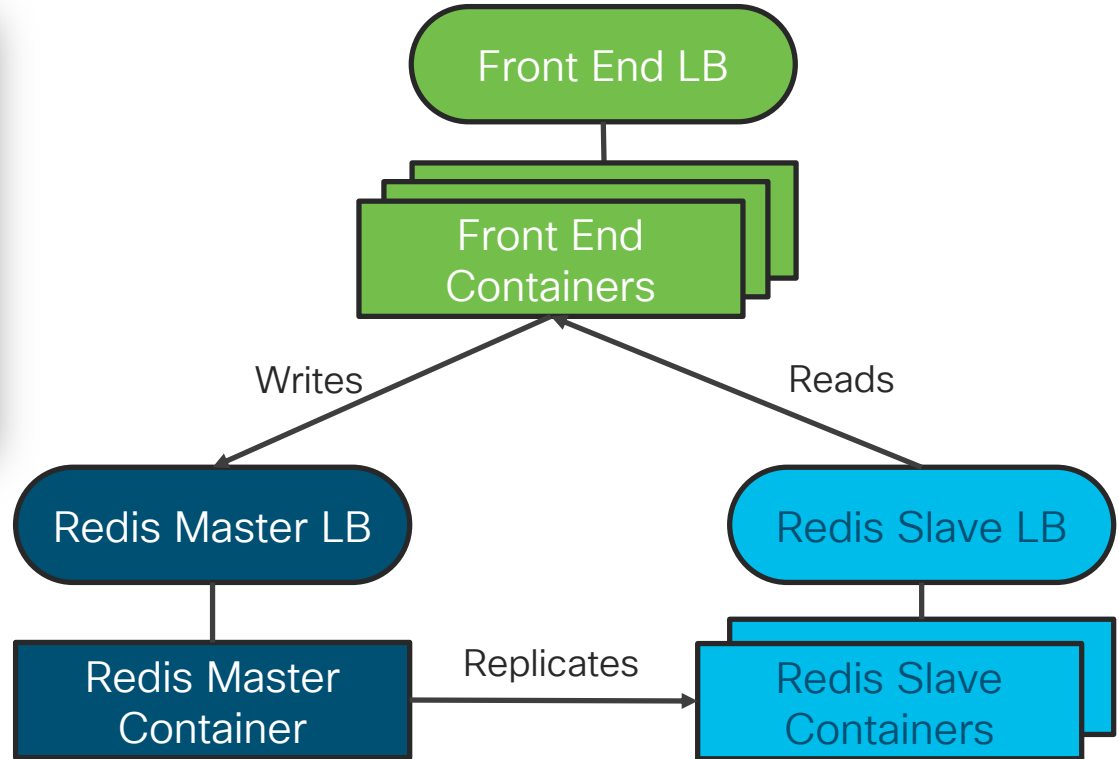 Front End LB
Front End
Containers
Writes
Reads
Redis Master LB
Redis Slave LB
Redis Master
Container
Replicates
Redis Slave
Containers